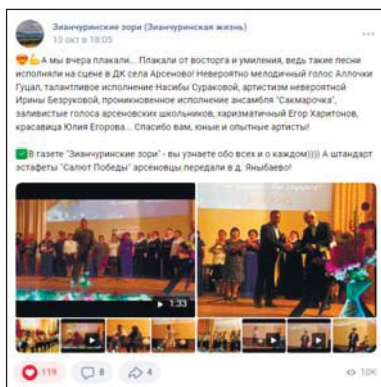 Зианчуринские зори (Зианчуринская жизнь)
13 окт в 18:05
А мы вчера плакали... Плакали от восторга и умиления, ведь такие песни
исполняли на сцене в ДК села Арсеново! Невероятно мелодичный голос Аллочки
Гуцал, талантливое исполнение Насибы Сураковой, артистизм невероятной
Ирины Безруковой, проникновенное исполнение ансамбля "Сакмарочка",
заливистые голоса арсеновских школьников, харизматичный Егор Харитонов,
красавица Юлия Егорова... Спасибо вам, юные и опытные артисты!
В газете "Зианчуринские зори" - вы узнаете обо всех и о каждом)))) А штандарт
эстафеты "Салют Победы" арсеновцы передали в д. Яныбаево!
1:33
119
8
4
10K